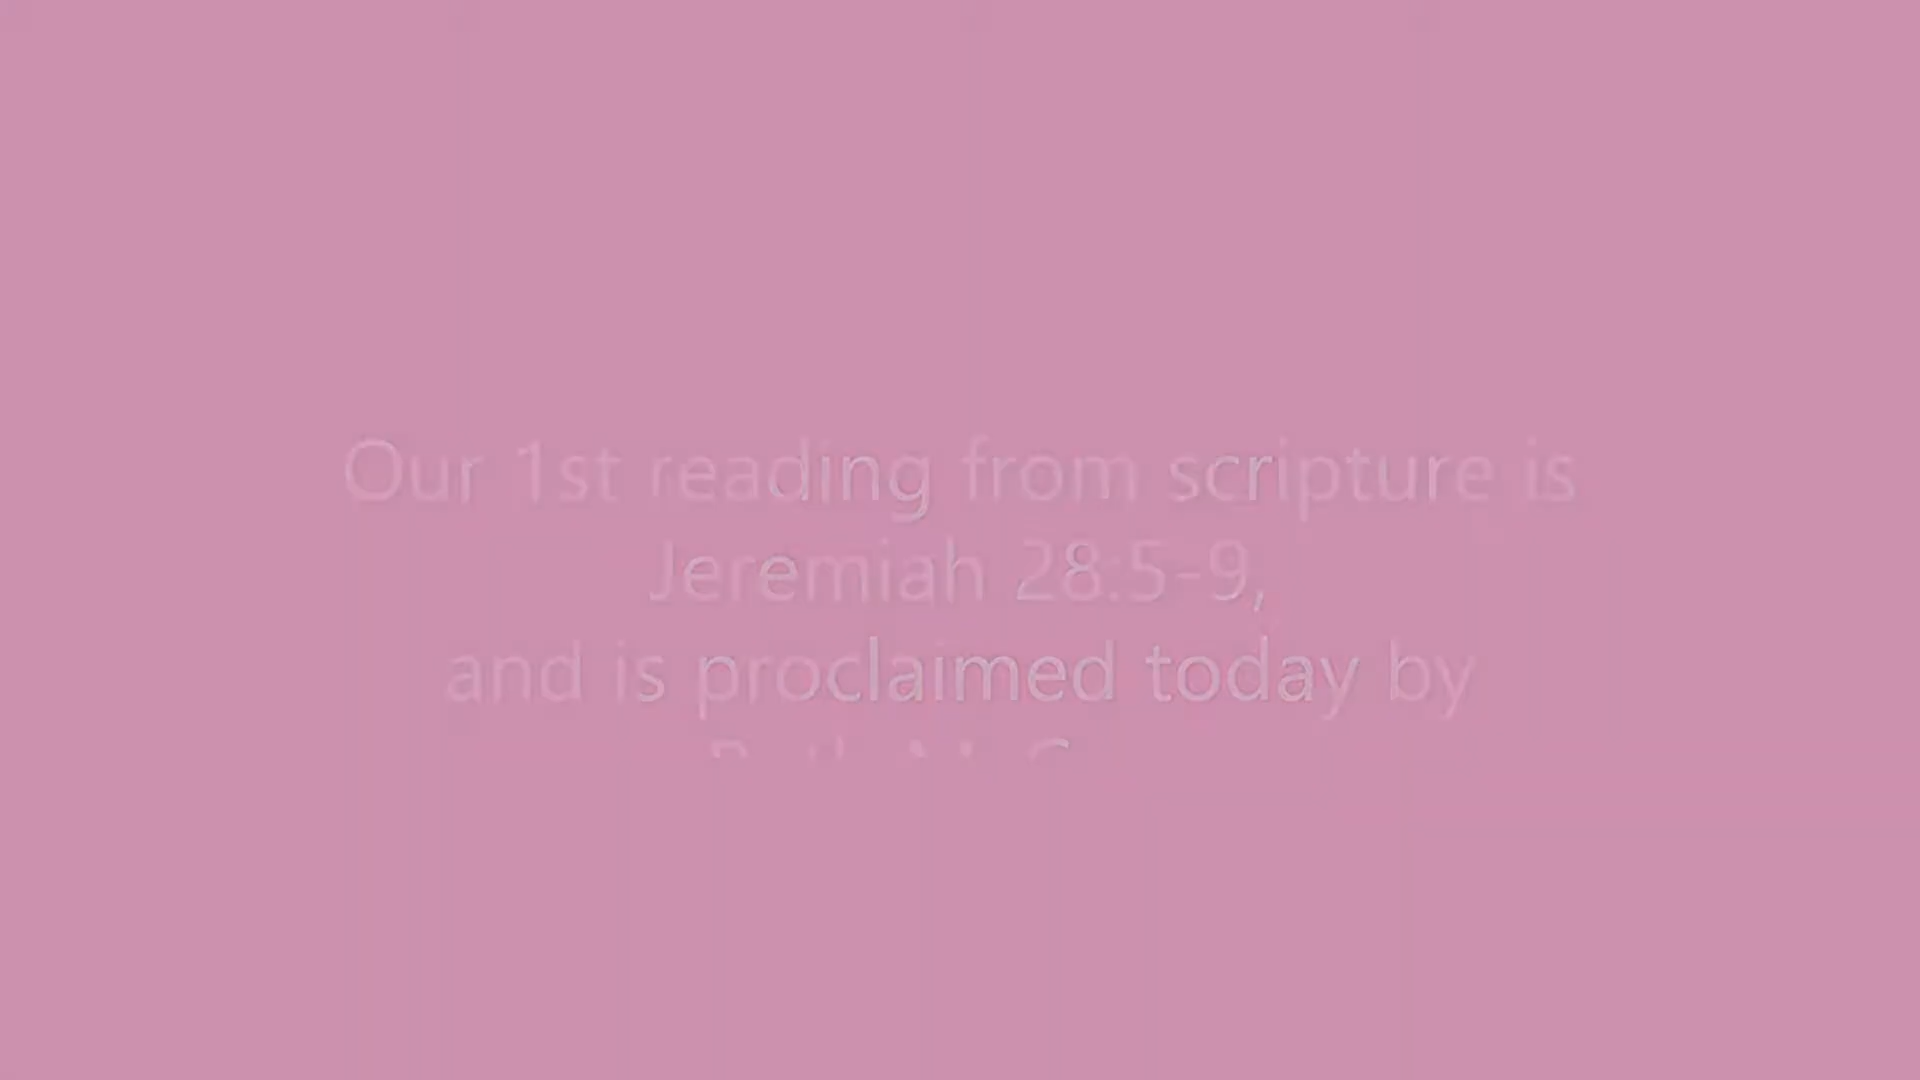 Our 1st reading from scripture is
Jeremiah 28:5-9,
and is proclaimed today by